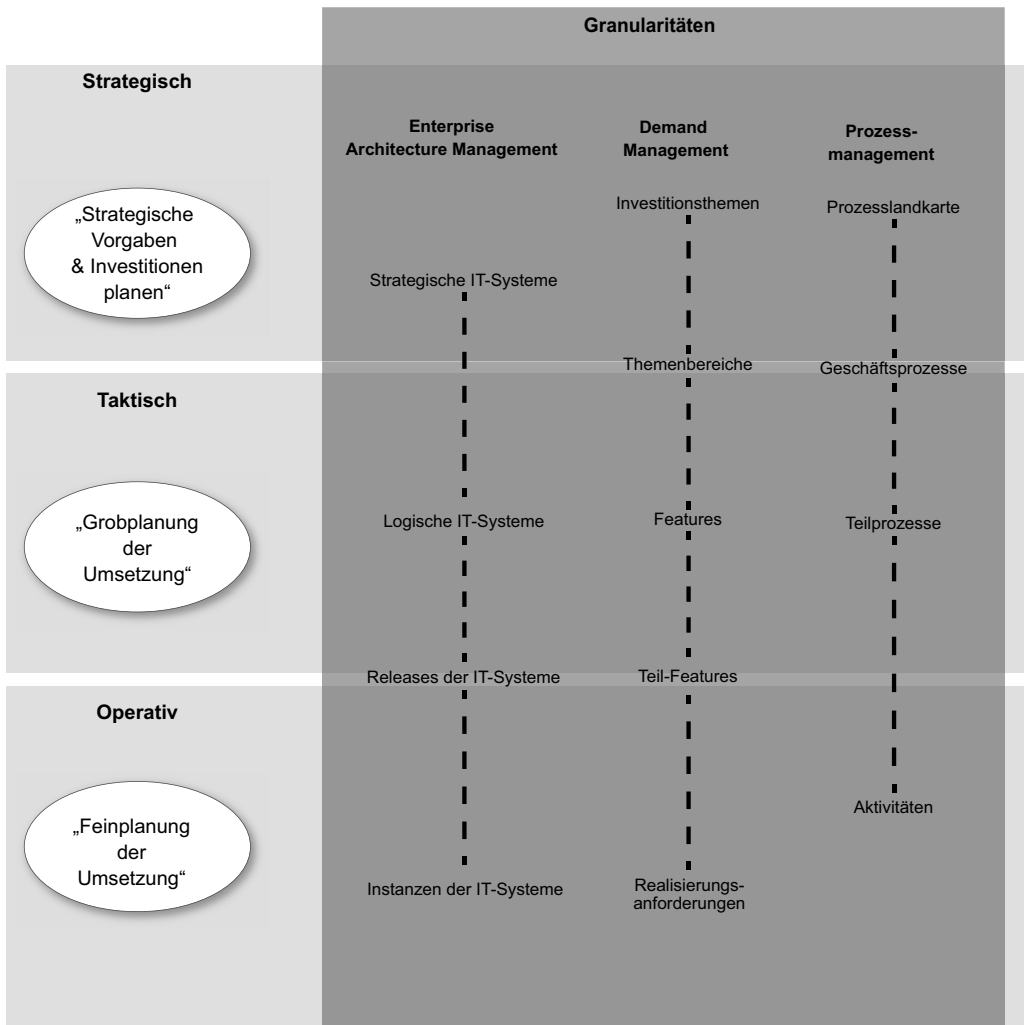 Granularitäten
Strategisch
Enterprise
Architecture Management
Demand
Management
Prozess-
management
„Strategische
Vorgaben
& Investitionen
planen“
Investitionsthemen
Prozesslandkarte
Strategische IT-Systeme
Themenbereiche
Geschäftsprozesse
Taktisch
„Grobplanung
der
Umsetzung“
Logische IT-Systeme
Features
Teilprozesse
Releases der IT-Systeme
Teil-Features
Operativ
„Feinplanung
der
Umsetzung“
Aktivitäten
Instanzen der IT-Systeme
Realisierungs-
anforderungen